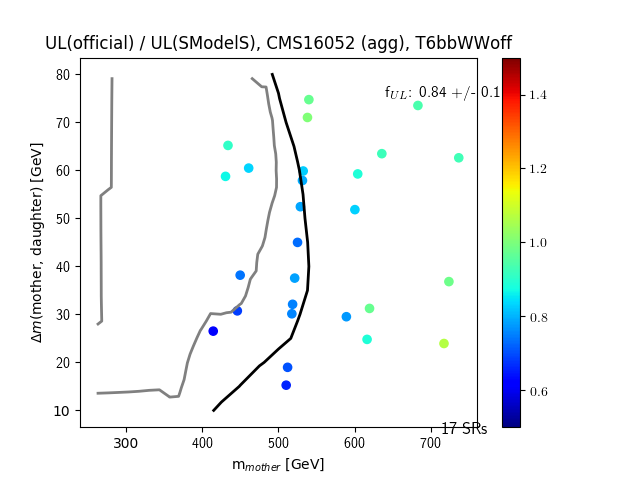 UL(official) / UL(SModelS), CMS16052 (agg), T6bbWWoff
f_{UL}: 0.84 +/- 0.1
80
70
60
50
40
30
20
10
Δm(mother, daughter) [GeV]
300 400 500 600 700
m_{mother} [GeV]
17 SRs
1.4
1.2
1.0
0.8
0.6